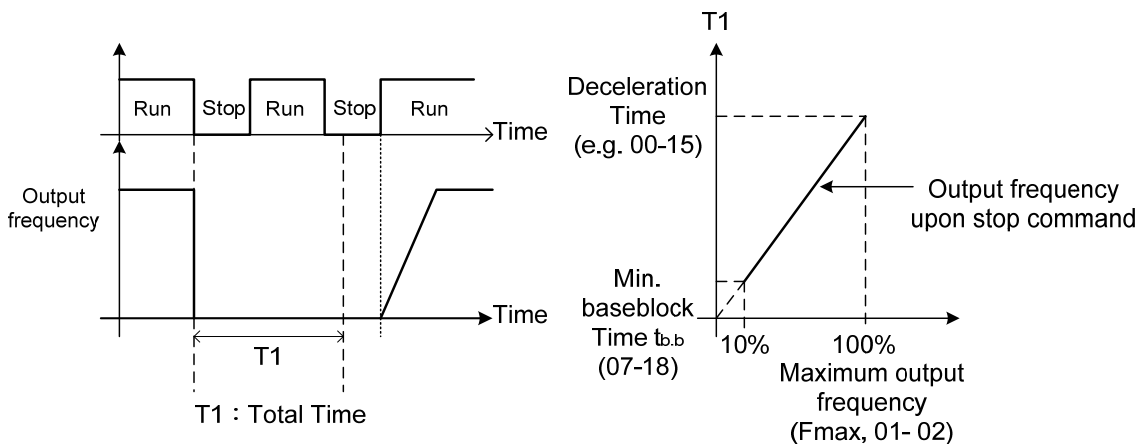 Run
Stop
Run
Stop
Run
Time
Output
frequency
Time
T1
T1：Total Time
T1
Deceleration
Time
(e.g. 00-15)
Output frequency
upon stop command
Min.
baseblock
Time tb.b
(07-18)
10%
100%
Maximum output
frequency
(Fmax, 01- 02)